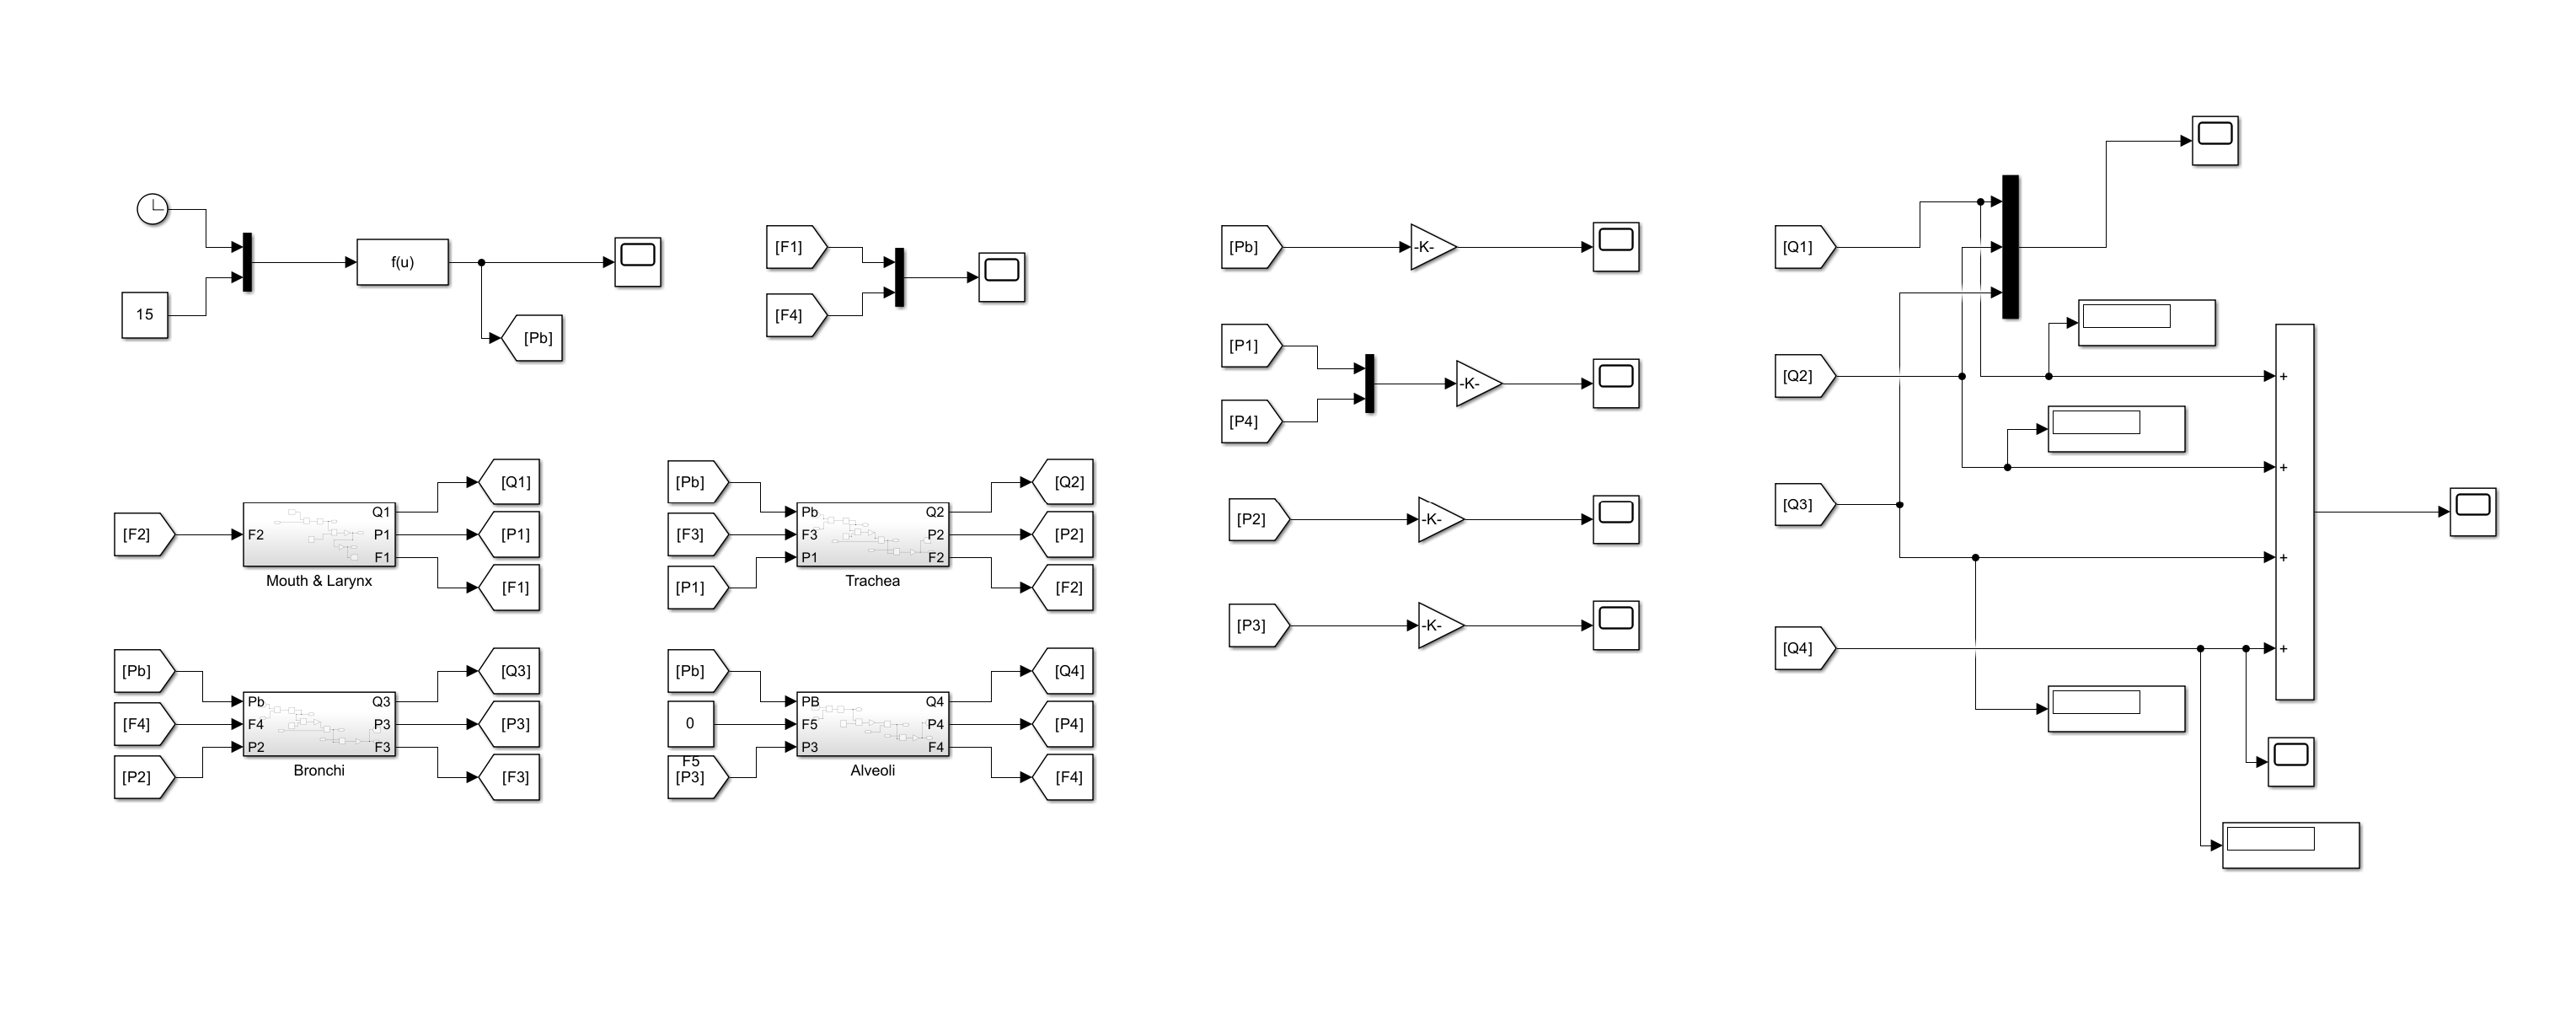 15
f(u)
[Pb]
[F1]
[F4]
[F2]
F2
Q1
P1
F1
Mouth & Larynx
[Q1]
[P1]
[F1]
[Pb]
[F3]
[P1]
Pb
F3
P1
Q2
P2
F2
Trachea
[Q2]
[P2]
[F2]
[Pb]
[F4]
[P2]
Pb
F4
P2
Q3
P3
F3
Bronchi
[Q3]
[P3]
[F3]
[Pb]
0
F5
[P3]
PB
F5
P3
Q4
P4
F4
Alveoli
[Q4]
[P4]
[F4]
[Pb]
-K-
[P1]
[P4]
-K-
[P2]
-K-
[P3]
-K-
[Q1]
[Q2]
[Q3]
[Q4]
+
+
+
+